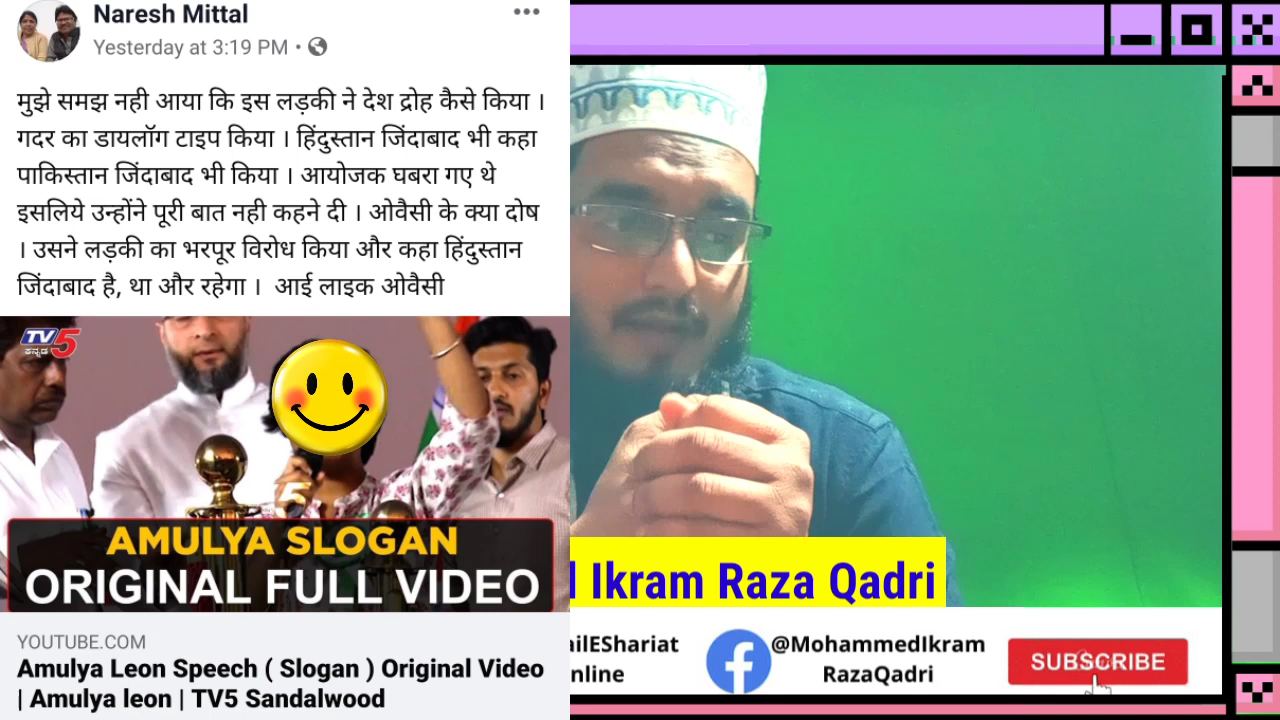 Naresh Mittal
Yesterday at 3:19 PM •
मुझे समझ नही आया कि इस लड़की ने देश द्रोह कैसे किया ।
गदर का डायलॉग टाइप किया । हिंदुस्तान जिंदाबाद भी कहा
पाकिस्तान जिंदाबाद भी किया । आयोजक घबरा गए थे
इसलिये उन्होंने पूरी बात नही कहने दी । ओवैसी के क्या दोष
। उसने लड़की का भरपूर विरोध किया और कहा हिंदुस्तान
जिंदाबाद है, था और रहेगा । आई लाइक ओवैसी
TV5
ಕನ್ನಡ
AMULYA SLOGAN
ORIGINAL FULL VIDEO
YOUTUBE.COM
Amulya Leon Speech ( Slogan ) Original Video
| Amulya leon | TV5 Sandalwood
Ikram Raza Qadri
ailEShariat
nline
@MohammedIkram
RazaQadri
SUBSCRIBE